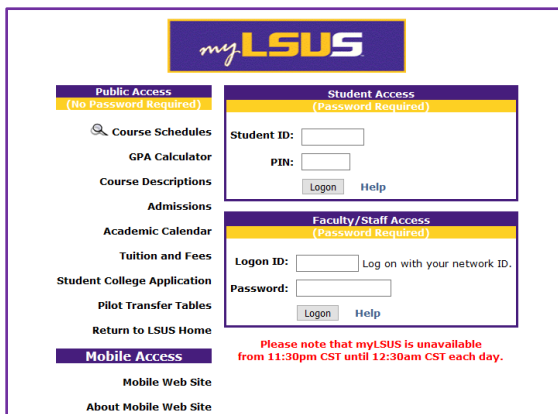 my LSUS
Public Access
(No Password Required)
Course Schedules
GPA Calculator
Course Descriptions
Admissions
Academic Calendar
Tuition and Fees
Student College Application
Pilot Transfer Tables
Return to LSUS Home
Mobile Access
Mobile Web Site
About Mobile Web Site
Student Access
(Password Required)
Student ID:
PIN:
Logon Help
Faculty/Staff Access
(Password Required)
Logon ID: Log on with your network ID.
Password:
Logon Help
Please note that myLSUS is unavailable
from 11:30pm CST until 12:30am CST each day.